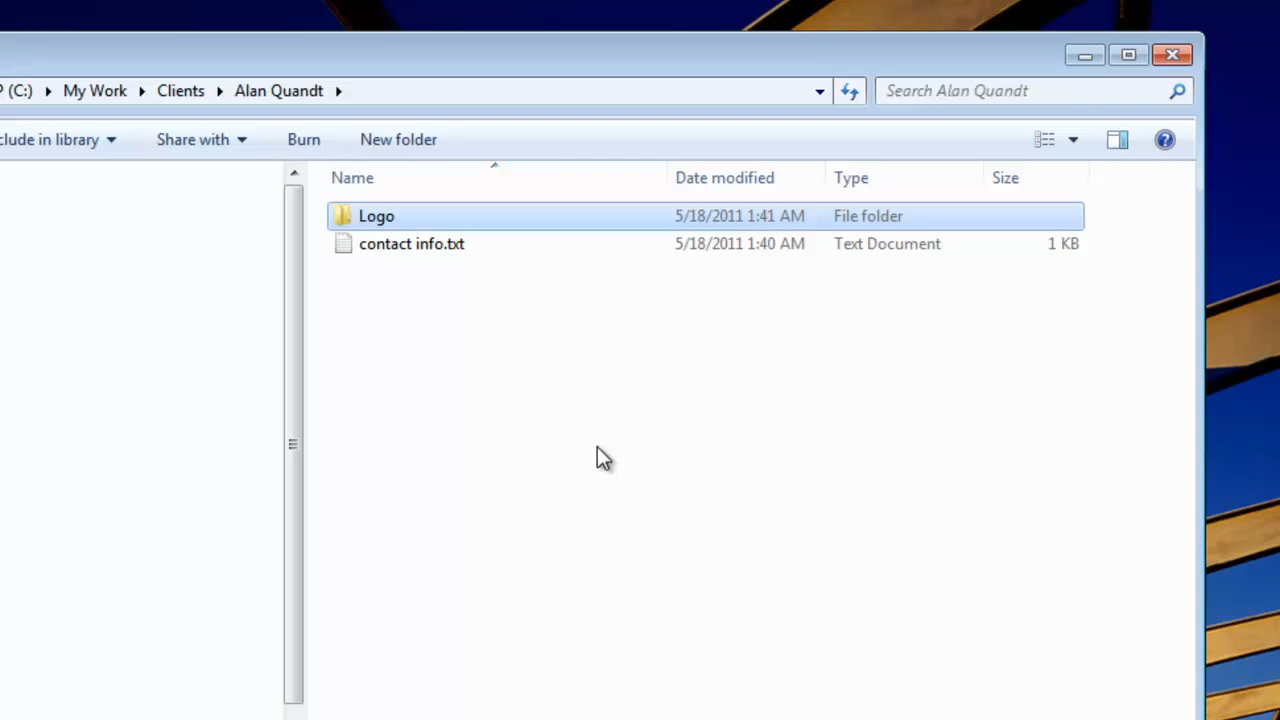 (C:) My Work Clients Alan Quandt Search Alan Quandt
in library Share with Burn New folder
Name Date modified Type Size
Logo 5/18/2011 1:41 AM File folder
contact info.txt 5/18/2011 1:40 AM Text Document 1 KB